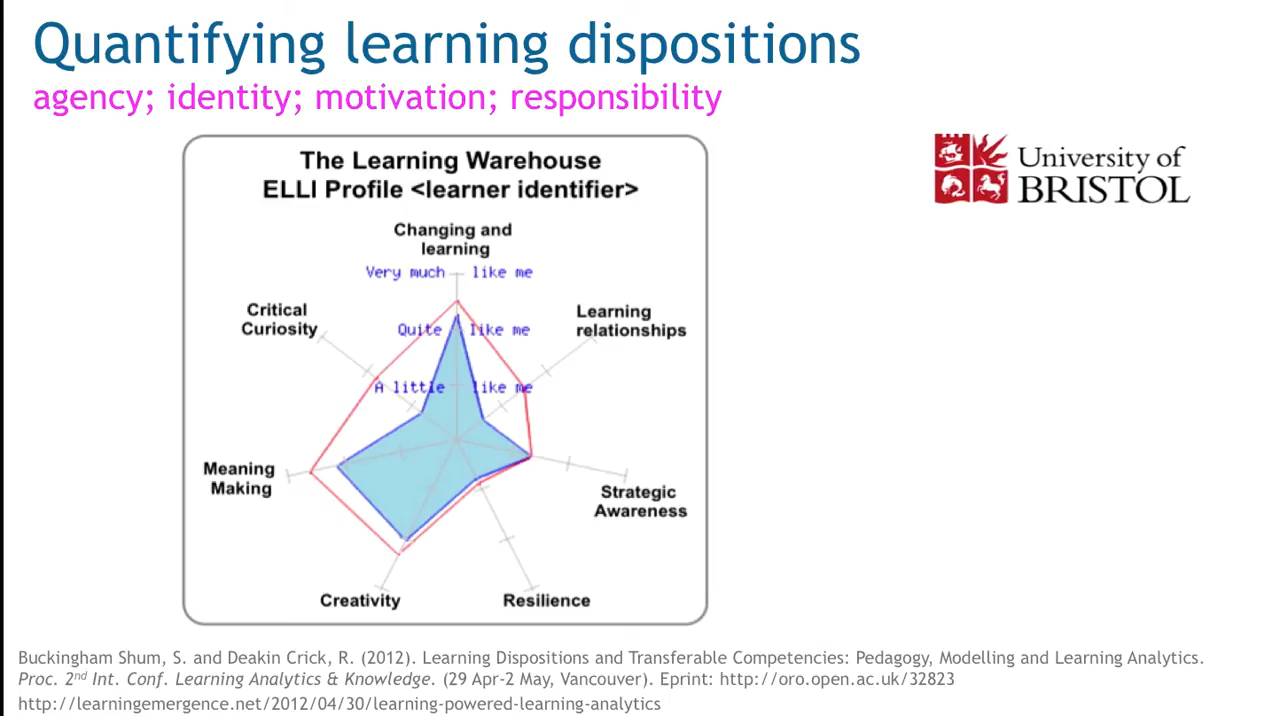 Quantifying learning dispositions
agency; identity; motivation; responsibility
The Learning Warehouse
ELLI Profile <learner identifier>
University of
BRISTOL
Changing and
learning
Very much like me
Critical
Curiosity
Learning
relationships
Quite like me
A little like me
Meaning
Making
Strategic
Awareness
Creativity
Resilience
Buckingham Shum, S. and Deakin Crick, R. (2012). Learning Dispositions and Transferable Competencies: Pedagogy, Modelling and Learning Analytics.
Proc. 2nd Int. Conf. Learning Analytics & Knowledge. (29 Apr-2 May, Vancouver). Eprint: http://oro.open.ac.uk/32823
http://learningemergence.net/2012/04/30/learning-powered-learning-analytics